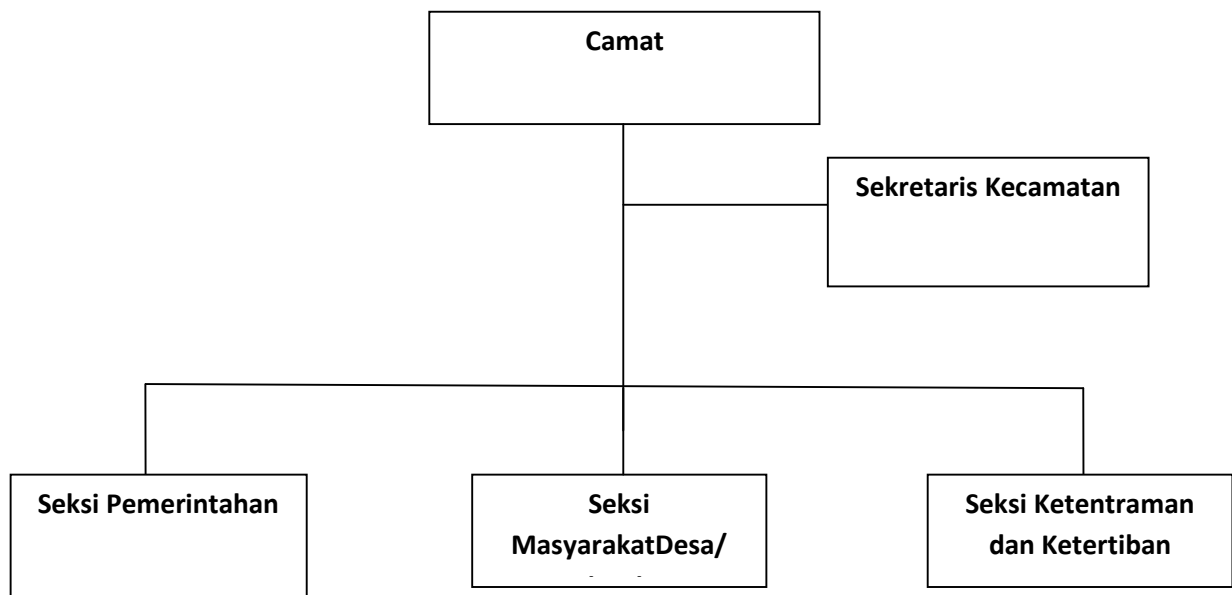 Camat
Sekretaris Kecamatan
Seksi Pemerintahan
Seksi
MasyarakatDesa/
Seksi Ketentraman
dan Ketertiban